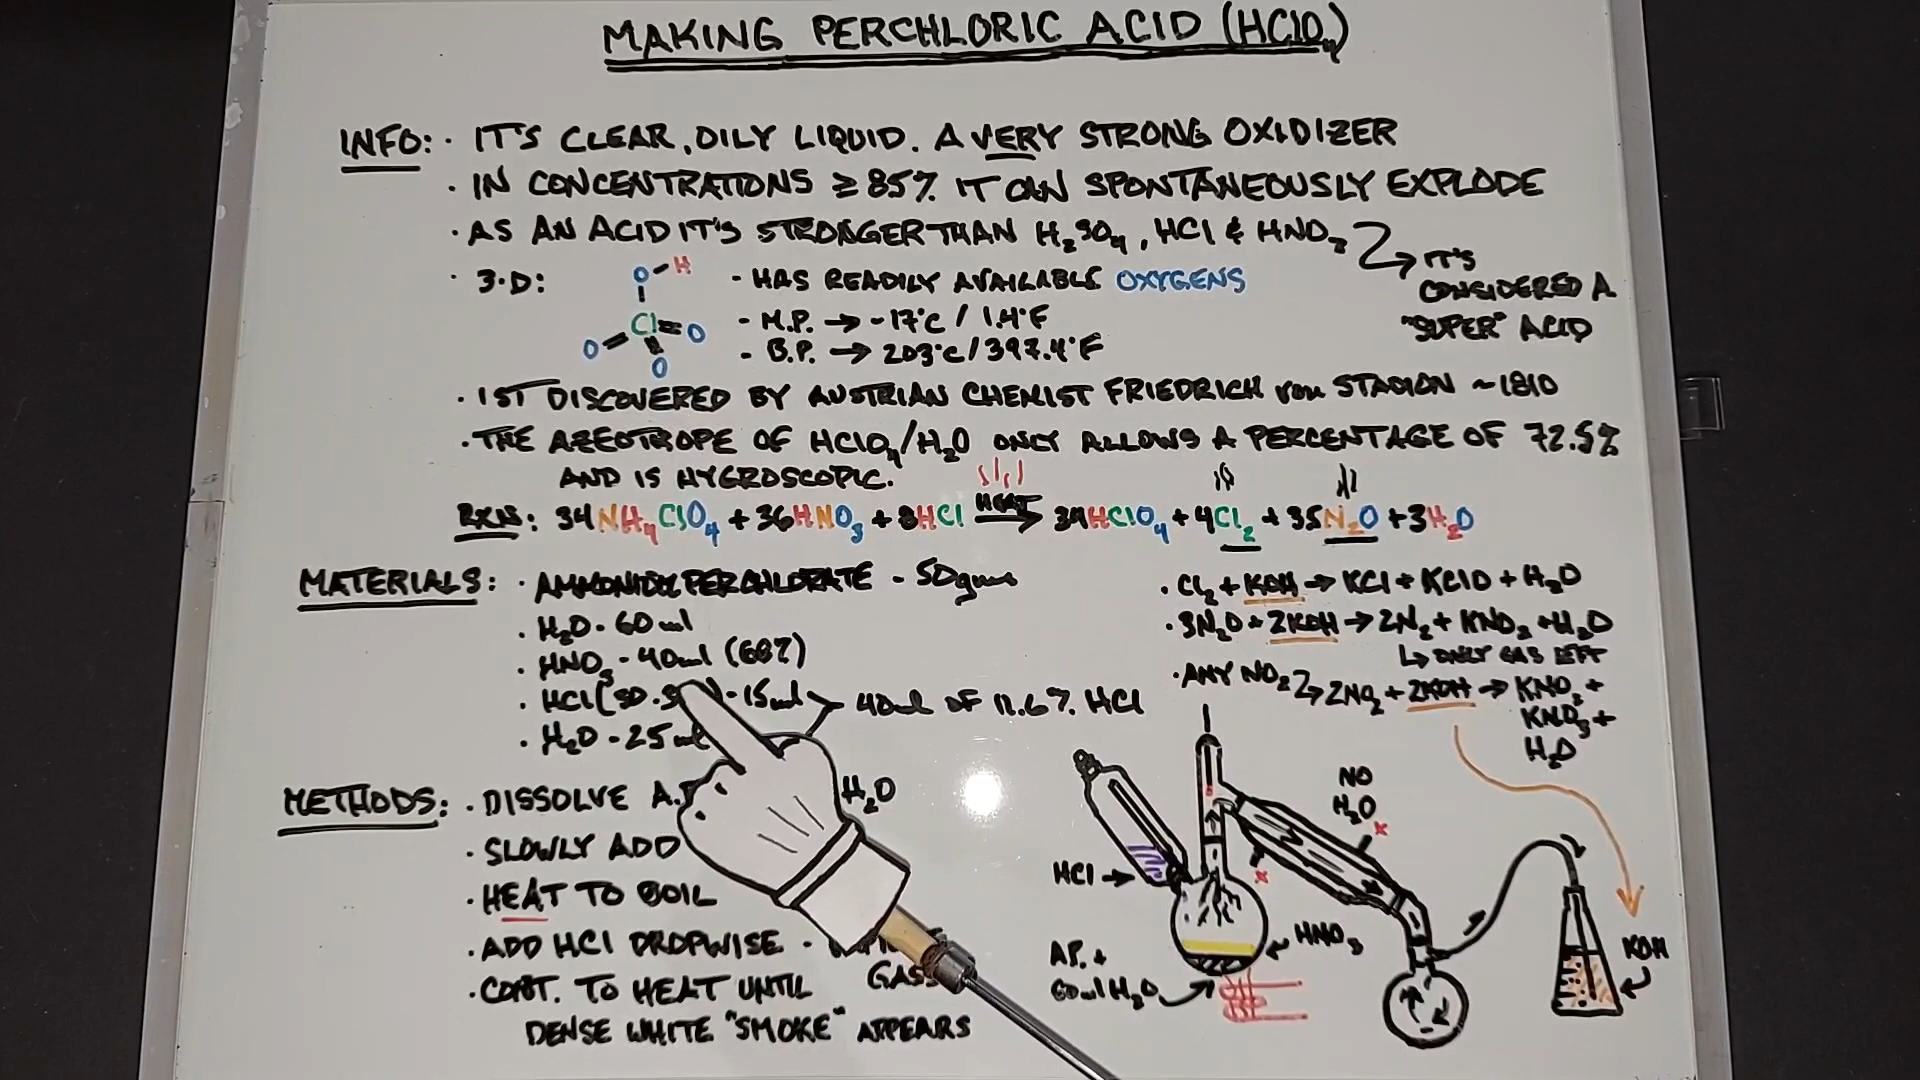 MAKING PERCHLORIC ACID (HClO4)
INFO: · IT'S CLEAR, OILY LIQUID. A VERY STRONG OXIDIZER
· IN CONCENTRATIONS ≥85% IT CAN SPONTANEOUSLY EXPLODE
· AS AN ACID IT'S STRONGER THAN H2SO4, HCl & HNO3
IT'S
CONSIDERED A
"SUPER" ACID
· 3·D:
O H
Cl O
O
O
- HAS READILY AVAILABLE OXYGENS
- M.P. → -17°C / 1.4°F
- B.P. → 203°C / 397.4°F
· 1ST DISCOVERED BY AUSTRIAN CHEMIST FRIEDRICH von STADION ~1810
· THE AZEOTROPE OF HClO4/H2O ONLY ALLOWS A PERCENTAGE OF 72.5%
AND IS HYGROSCOPIC.
HEAT
RXN: 34NH4ClO4 + 36HNO3 + 8HCl → 34HClO4 + 4Cl2 + 35N2O + 3H2O
MATERIALS: · AMMONIUM PERCHLORATE - 50gms
· H2O - 60ml
· HNO3 - 40ml (68%)
· HCl - 15ml
· H2O - 25ml
40ml OF 11.6% HCl
· Cl2 + KOH → KCl + KClO + H2O
· 3N2O + 2KOH → 2N2 + KNO3 + H2O
↳ ONLY GAS LEFT
· ANY NO2 → 2NO2 + 2KOH → KNO3 +
KNO3 +
H2O
METHODS: · DISSOLVE A.P. H2O
· SLOWLY ADD
· HEAT TO BOIL
· ADD HCl DROPWISE -
GAS
· CONT. TO HEAT UNTIL
DENSE WHITE "SMOKE" APPEARS
HCl →
NO
H2O
x
x
← HNO3
AP. +
60ml H2O
KOH